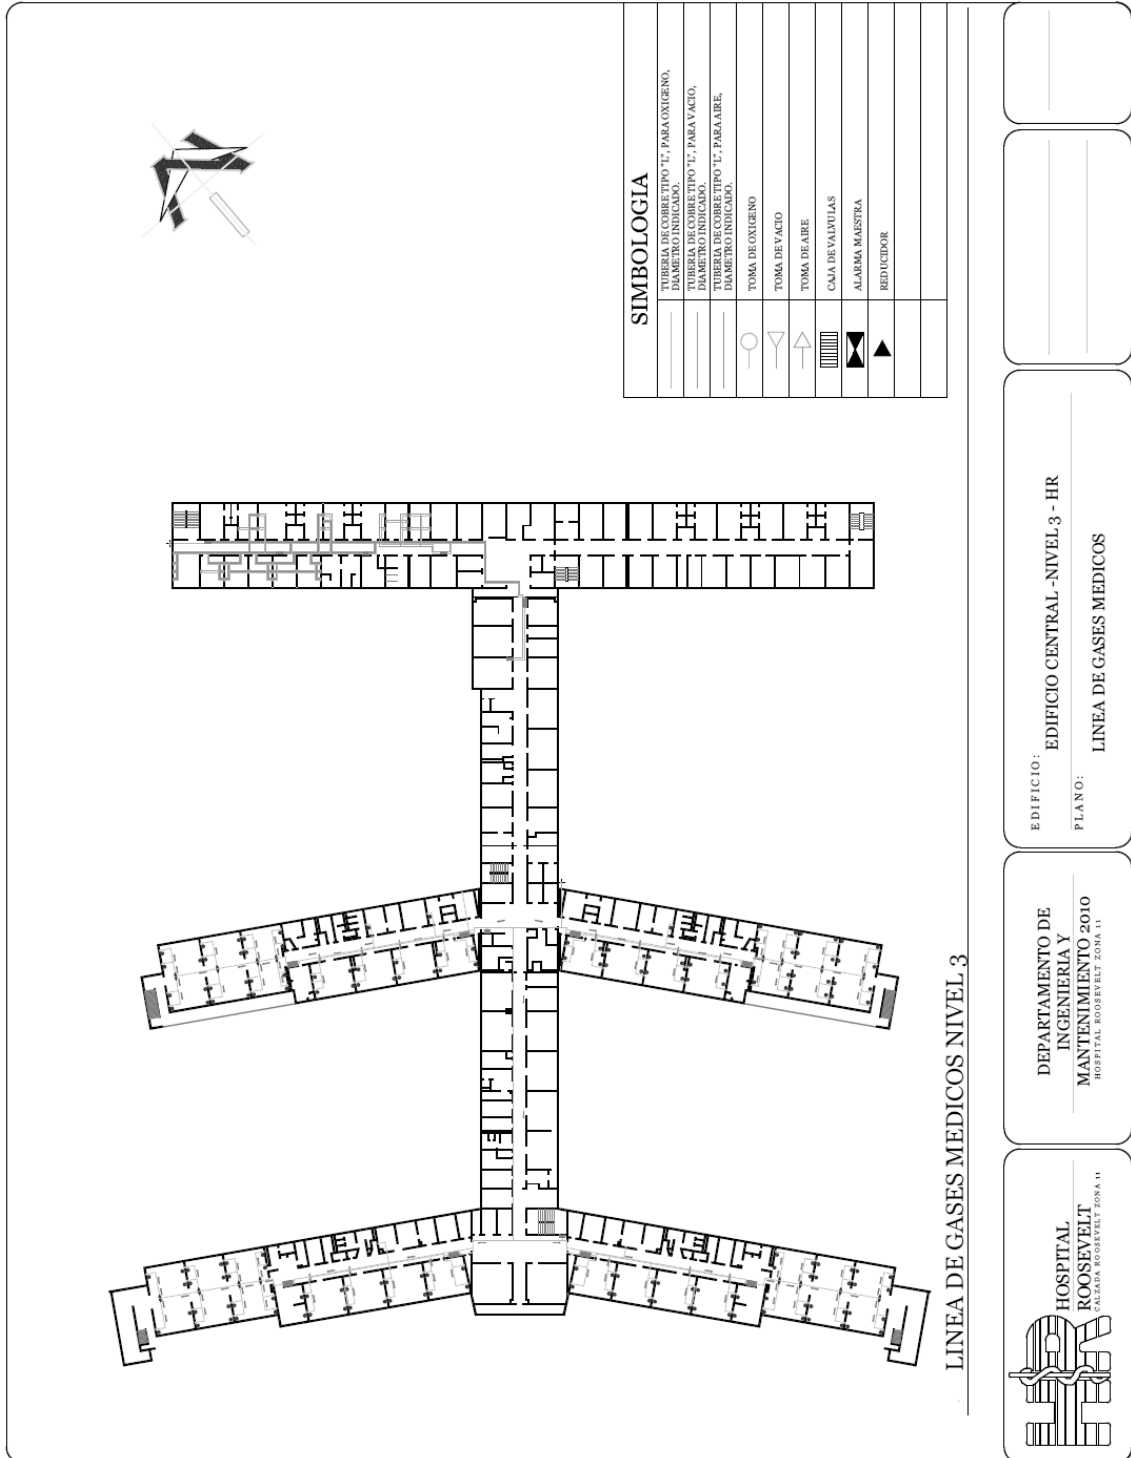 SIMBOLOGIA
TUBERIA DE COBRE TIPO "L", PARA OXIGENO,
DIAMETRO INDICADO.
TUBERIA DE COBRE TIPO "L", PARA VACIO,
DIAMETRO INDICADO.
TUBERIA DE COBRE TIPO "L", PARA AIRE,
DIAMETRO INDICADO.
TOMA DE OXIGENO
TOMA DE VACIO
TOMA DE AIRE
CAJA DE VALVULAS
ALARMA MAESTRA
REDUCIDOR
LINEA DE GASES MEDICOS NIVEL 3
HR
HOSPITAL
ROOSEVELT
CALZADA ROOSEVELT ZONA 11
DEPARTAMENTO DE
INGENIERIA Y
MANTENIMIENTO 2010
HOSPITAL ROOSEVELT ZONA 11
EDIFICIO:
EDIFICIO CENTRAL -NIVEL 3 - HR
PLANO:
LINEA DE GASES MEDICOS